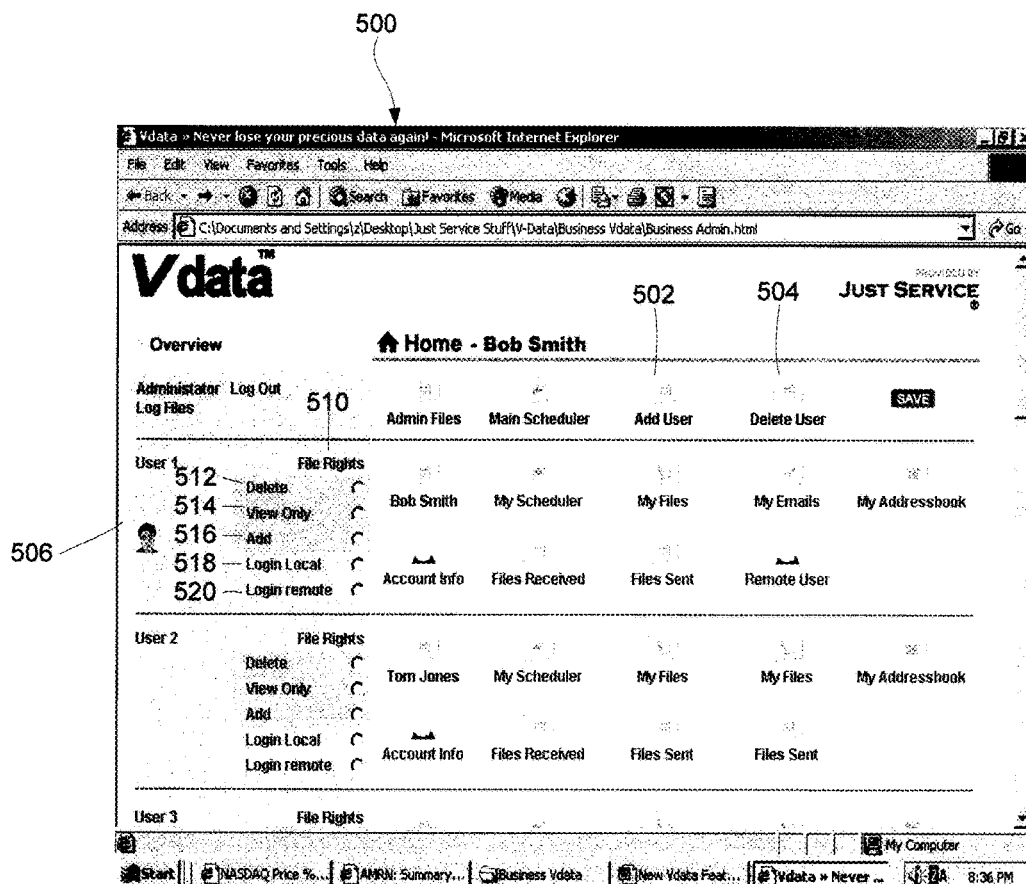 500
Vdata » Never lose your precious data again! - Microsoft Internet Explorer
File Edit View Favorites Tools Help
Back Search Favorites Media
Address C:\Documents and Settings\z\Desktop\Just Service Stuff\V-Data\Business Vdata\Business Admin.html Go
Vdata™
PROVIDED BY
JUST SERVICE®
502 504
Overview
Home - Bob Smith
Administator Log Out
Log Files
510
Admin Files Main Scheduler Add User Delete User SAVE
User 1 File Rights
512 Delete
514 View Only
516 Add
518 Login Local
520 Login remote
506
Bob Smith My Scheduler My Files My Emails My Addressbook
Account Info Files Received Files Sent Remote User
User 2 File Rights
Delete
View Only
Add
Login Local
Login remote
Tom Jones My Scheduler My Files My Files My Addressbook
Account Info Files Received Files Sent Files Sent
User 3 File Rights
My Computer
Start NASDAQ Price %... AMRN: Summary... Business Vdata New Vdata Feat... Vdata » Never ... 8:36 PM